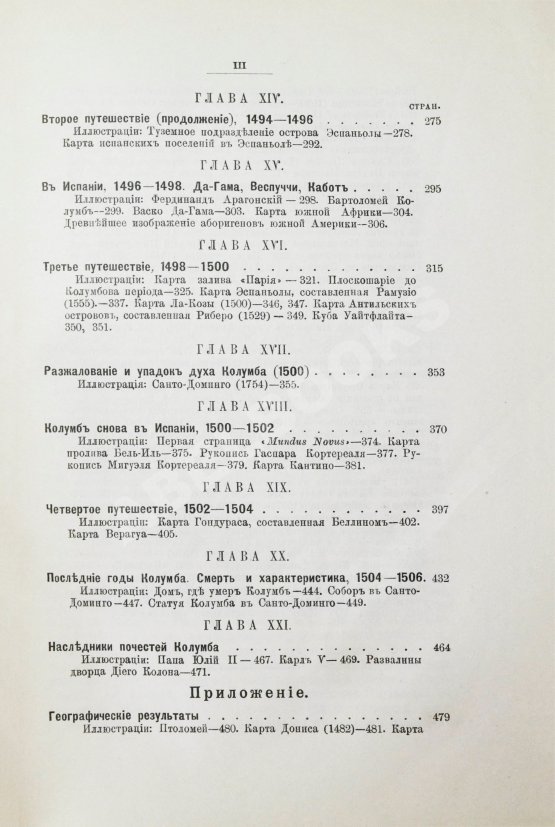 III
ГЛАВА XIV.
СТРАН.
Второе путешествіе (продолженіе), 1494—1496 . . . . . . . 275
Иллюстраціи: Туземное подраздѣленіе острова Эспаньолы—278.
Карта испанскихъ поселеній въ Эспаньолѣ—292.
ГЛАВА XV.
Въ Испаніи, 1496—1498. Да-Гама, Веспуччи, Каботъ . . . . . 295
Иллюстраціи: Фердинандъ Арагонскій — 298. Бартоломей Ко-
лумбъ—299. Васко Да-Гама—303. Карта южной Африки—304.
Древнѣйшее изображеніе аборигеновъ южной Америки—306.
ГЛАВА XVI.
Третье путешествіе, 1498—1500 . . . . . . . . . . . . . 315
Иллюстраціи: Карта залива «Парія» — 321. Плоскошаріе до
Колумбова періода—325. Карта Эспаньолы, составленная Рамузіо
(1555).—337. Карта Ла-Козы (1500)—346, 347. Карта Антильскихъ
острововъ, составленная Риберо (1529) — 349. Куба Уайтфлайта—
350, 351.
ГЛАВА XVII.
Разжалованіе и упадокъ духа Колумба (1500) . . . . . . . . 353
Иллюстрація: Санто-Доминго (1754)—355.
ГЛАВА XVIII.
Колумбъ снова въ Испаніи, 1500—1502 . . . . . . . . . . 370
Иллюстраціи: Первая страница «Mundus Novus»—374. Карта
пролива Бель-Иль—375. Рукопись Гаспара Кортереаля—377. Ру-
копись Мигуэля Кортереаля—379. Карта Кантино—381.
ГЛАВА XIX.
Четвертое путешествіе, 1502—1504 . . . . . . . . . . . . 397
Иллюстраціи: Карта Гондураса, составленная Беллиномъ—402.
Карта Верагуа—405.
ГЛАВА XX.
Послѣдніе годы Колумба. Смерть и характеристика, 1504—1506. 432
Иллюстраціи: Домъ, гдѣ умеръ Колумбъ—444. Соборъ въ Санто-
Доминго—447. Статуя Колумба въ Санто-Доминго—449.
ГЛАВА XXI.
Наслѣдники почестей Колумба . . . . . . . . . . . . . . 464
Иллюстраціи: Папа Юлій II—467. Карлъ V—469. Развалины
дворца Діего Колона—471.
Приложеніе.
Географическіе результаты . . . . . . . . . . . . . . . 479
Иллюстраціи: Птоломей—480. Карта Дониса (1482)—481. Карта